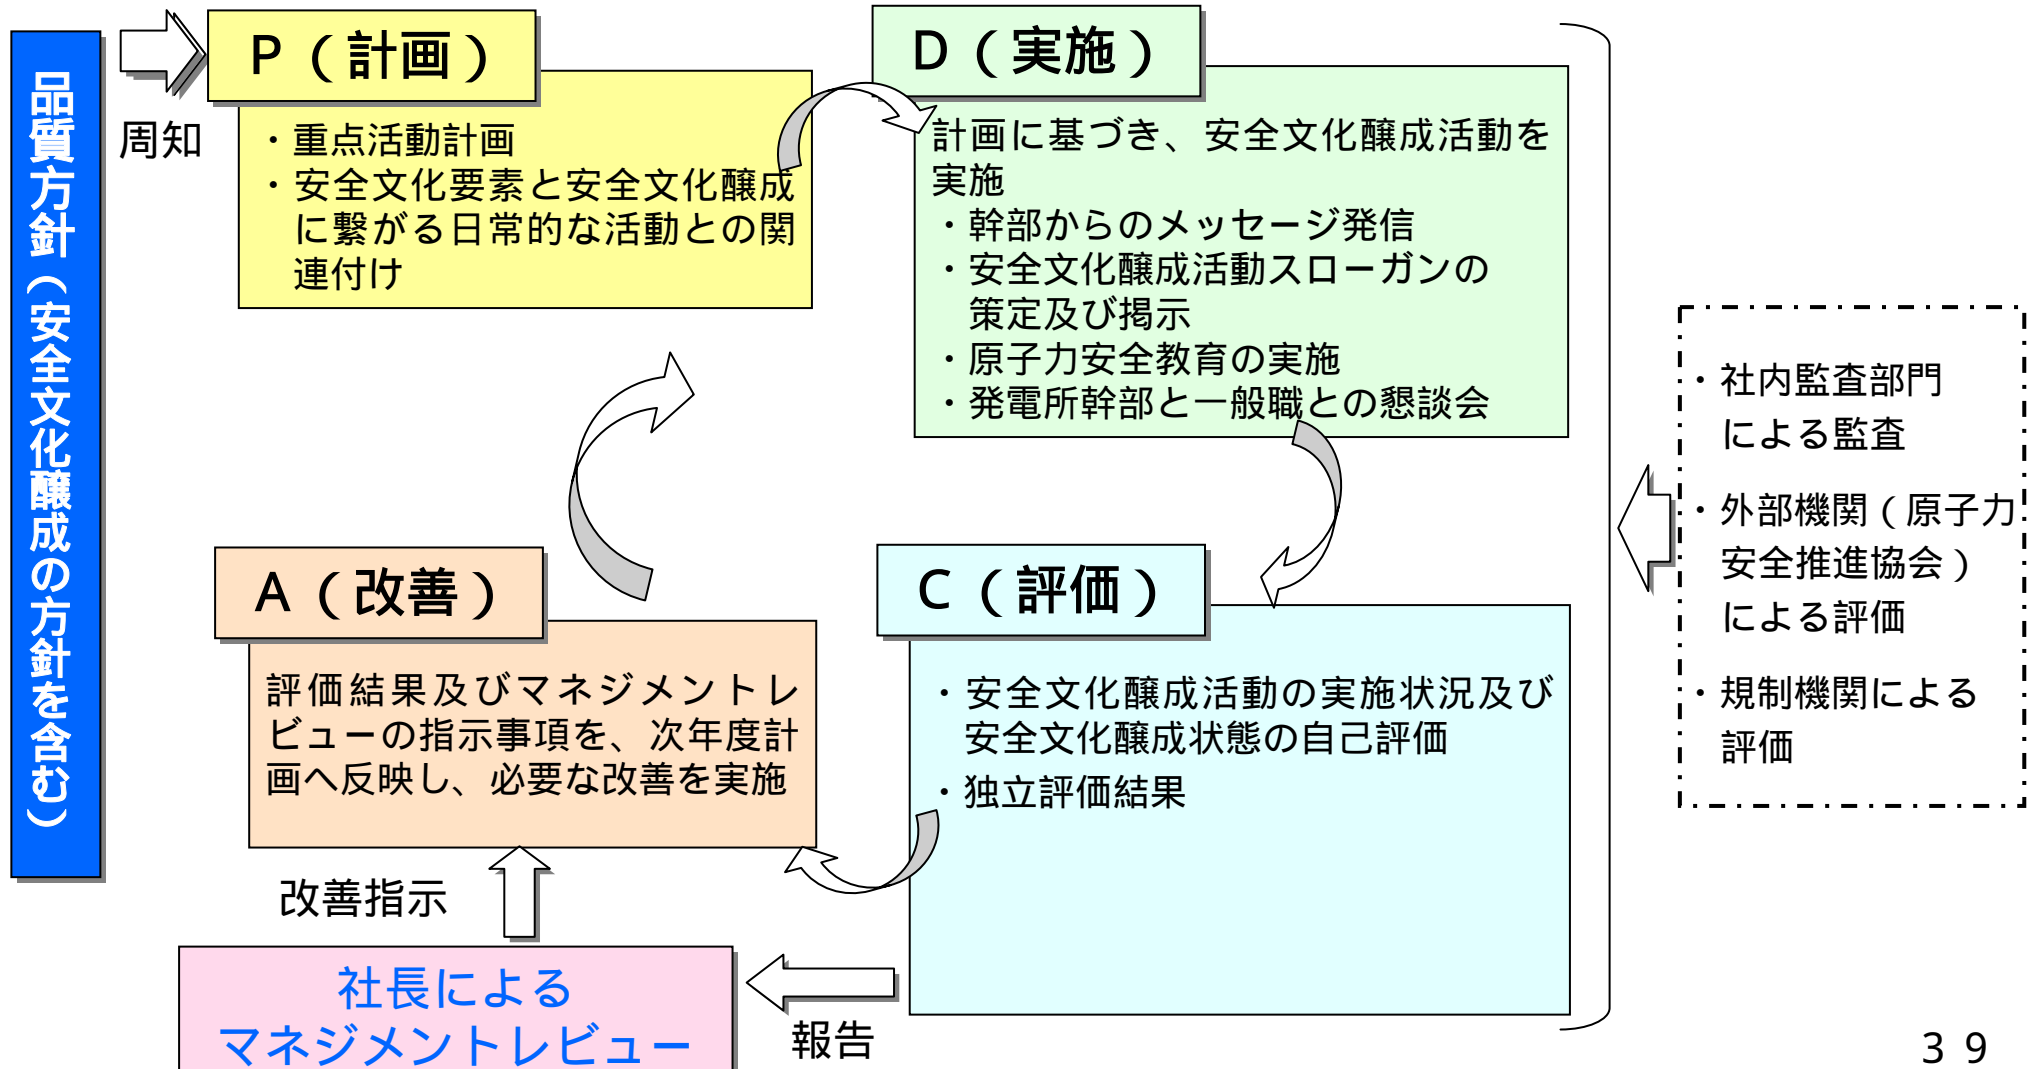 品質方針（安全文化醸成の方針を含む）
周知
P（計画）
・重点活動計画
・安全文化要素と安全文化醸成
に繋がる日常的な活動との関
連付け
D（実施）
計画に基づき、安全文化醸成活動を
実施
・幹部からのメッセージ発信
・安全文化醸成活動スローガンの
策定及び掲示
・原子力安全教育の実施
・発電所幹部と一般職との懇談会
C（評価）
・安全文化醸成活動の実施状況及び
安全文化醸成状態の自己評価
・独立評価結果
A（改善）
評価結果及びマネジメントレ
ビューの指示事項を、次年度計
画へ反映し、必要な改善を実施
改善指示
社長による
マネジメントレビュー
報告
・社内監査部門
による監査
・外部機関（原子力
安全推進協会）
による評価
・規制機関による
評価
３９